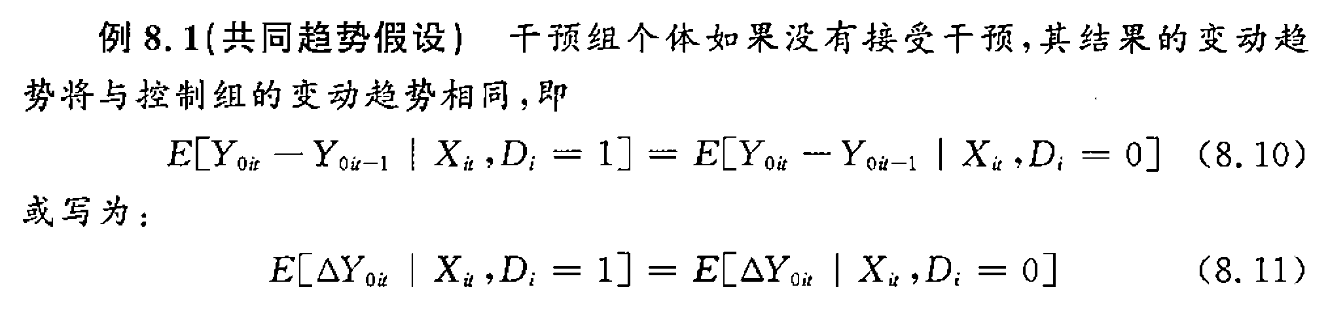 例 8.1(共同趋势假设) 干预组个体如果没有接受干预,其结果的变动趋
势将与控制组的变动趋势相同,即
E[Y₀ᵢₜ − Y₀ᵢₜ₋₁ | Xᵢₜ, Dᵢ = 1] = E[Y₀ᵢₜ − Y₀ᵢₜ₋₁ | Xᵢₜ, Dᵢ = 0] (8.10)
或写为:
E[ΔY₀ᵢₜ | Xᵢₜ, Dᵢ = 1] = E[ΔY₀ᵢₜ | Xᵢₜ, Dᵢ = 0] (8.11)